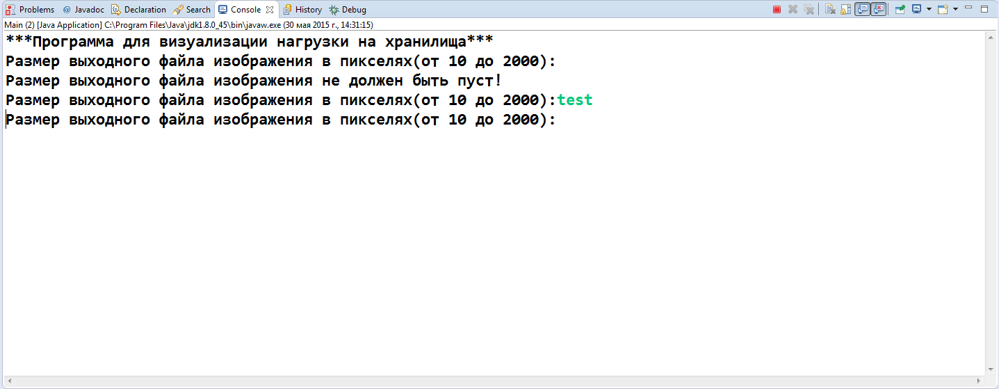 Problems @ Javadoc Declaration Search Console History Debug
Main (2) [Java Application] C:\Program Files\Java\jdk1.8.0_45\bin\javaw.exe (30 мая 2015 г., 14:31:15)
***Программа для визуализации нагрузки на хранилища***
Размер выходного файла изображения в пикселях(от 10 до 2000):
Размер выходного файла изображения не должен быть пуст!
Размер выходного файла изображения в пикселях(от 10 до 2000):test
Размер выходного файла изображения в пикселях(от 10 до 2000):